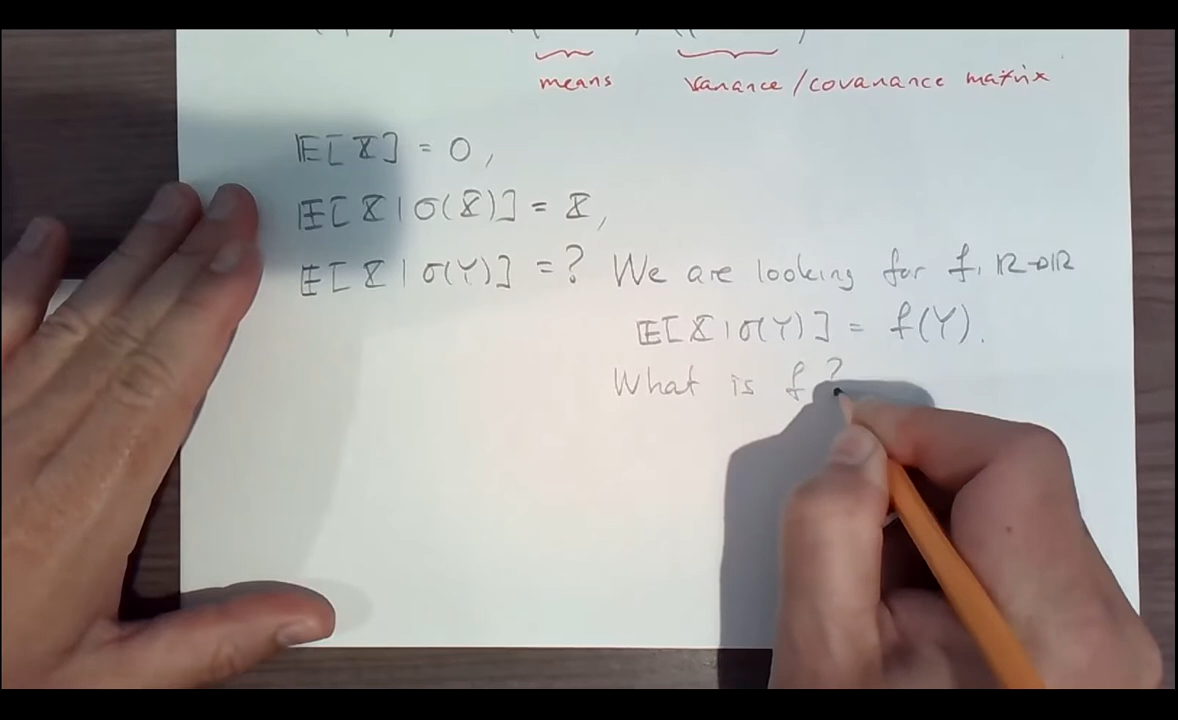 means variance/covariance matrix
E[X] = 0,
E[X|σ(X)] = X,
E[X|σ(Y)] = ? We are looking for f: R→R
E[X|σ(Y)] = f(Y).
What is f?